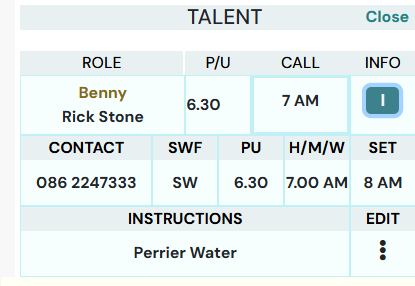 TALENT Close
ROLE P/U CALL INFO
Benny
Rick Stone 6.30 7 AM I
CONTACT SWF PU H/M/W SET
086 2247333 SW 6.30 7.00 AM 8 AM
INSTRUCTIONS EDIT
Perrier Water